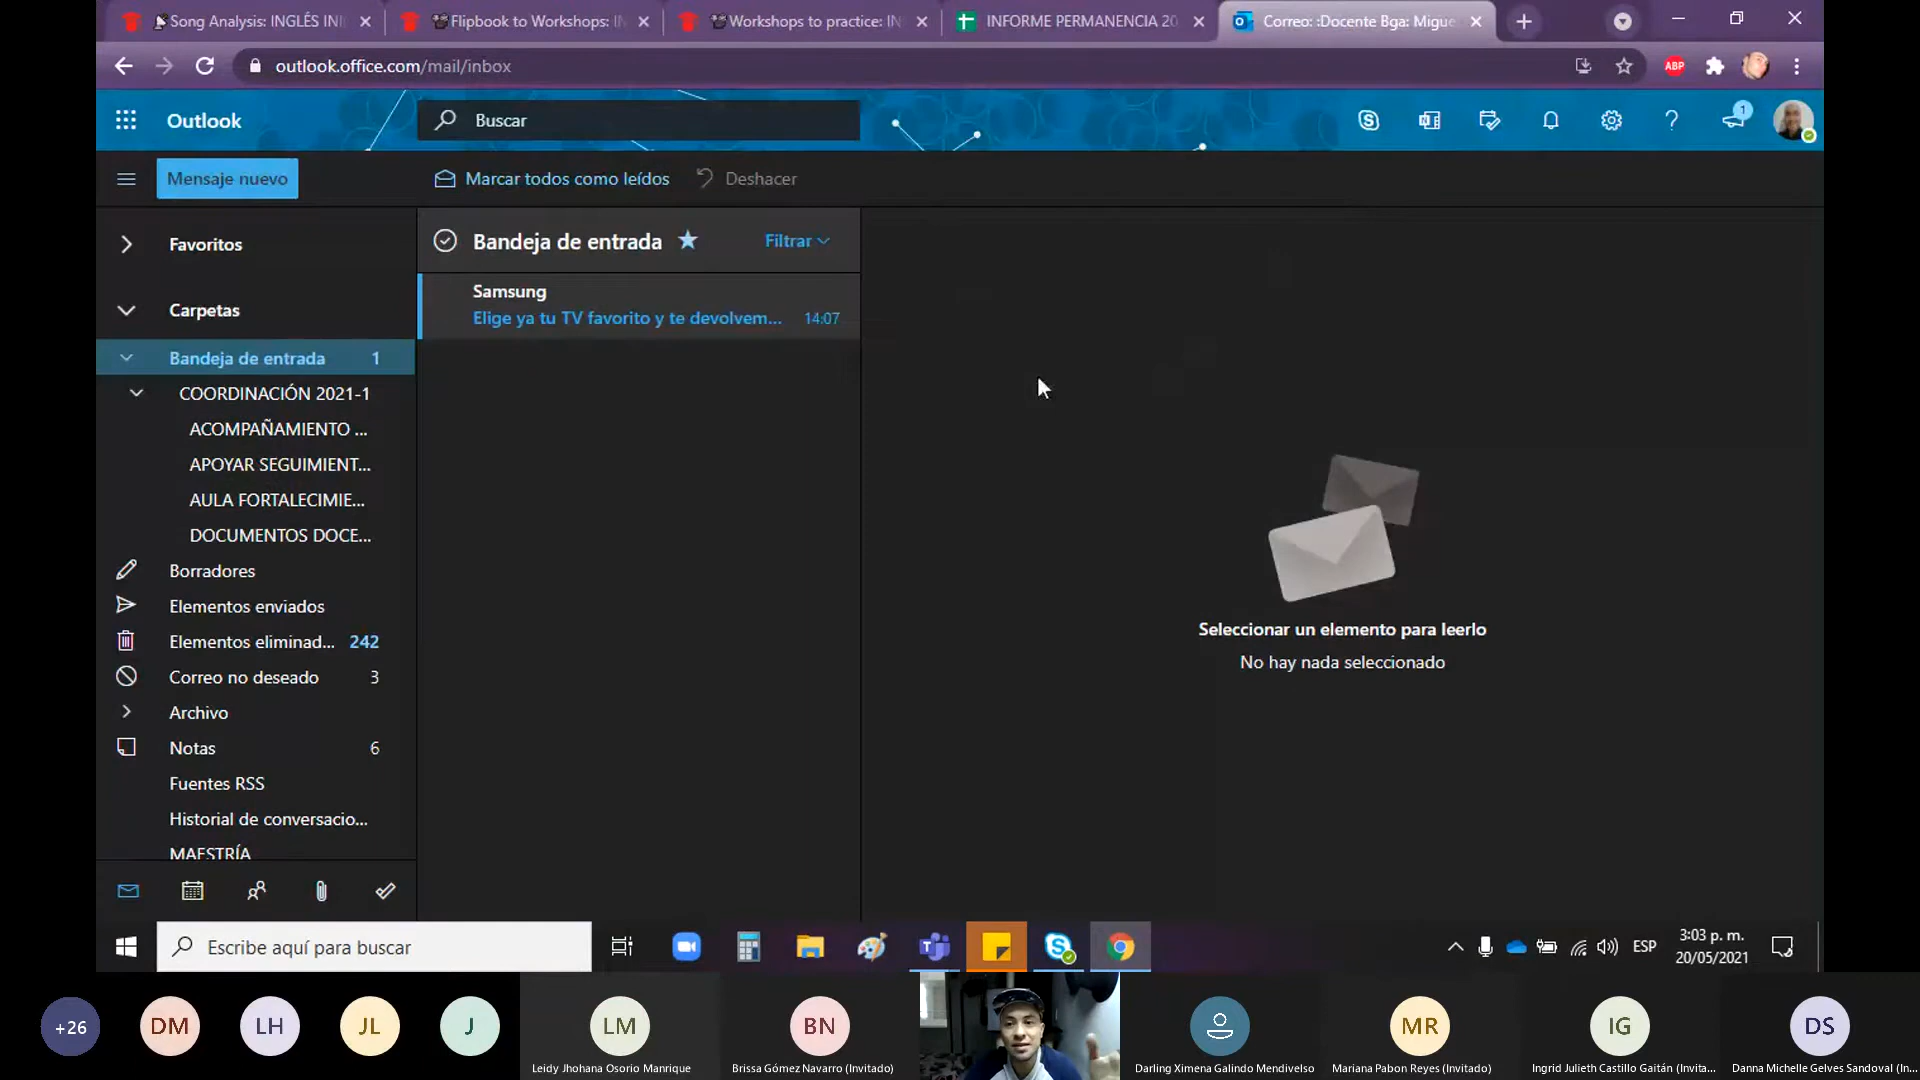 Song Analysis: INGLÉS INI
Flipbook to Workshops: IN
Workshops to practice: IN
INFORME PERMANENCIA 20
Correo: :Docente Bga: Migue
outlook.office.com/mail/inbox
ABP
Outlook
Buscar
1
Mensaje nuevo
Marcar todos como leídos
Deshacer
Favoritos
Bandeja de entrada
Filtrar
Samsung
Elige ya tu TV favorito y te devolvem...
14:07
Carpetas
Bandeja de entrada 1
COORDINACIÓN 2021-1
ACOMPAÑAMIENTO ...
APOYAR SEGUIMIENT...
AULA FORTALECIMIE...
DOCUMENTOS DOCE...
Borradores
Elementos enviados
Elementos eliminad... 242
Correo no deseado 3
Archivo
Notas 6
Fuentes RSS
Historial de conversacio...
MAESTRÍA
Seleccionar un elemento para leerlo
No hay nada seleccionado
Escribe aquí para buscar
ESP
3:03 p. m.
20/05/2021
+26
DM
LH
JL
J
LM
Leidy Jhohana Osorio Manrique
BN
Brissa Gómez Navarro (Invitado)
Darling Ximena Galindo Mendivelso
MR
Mariana Pabon Reyes (Invitado)
IG
Ingrid Julieth Castillo Gaitán (Invita...
DS
Danna Michelle Gelves Sandoval (In...